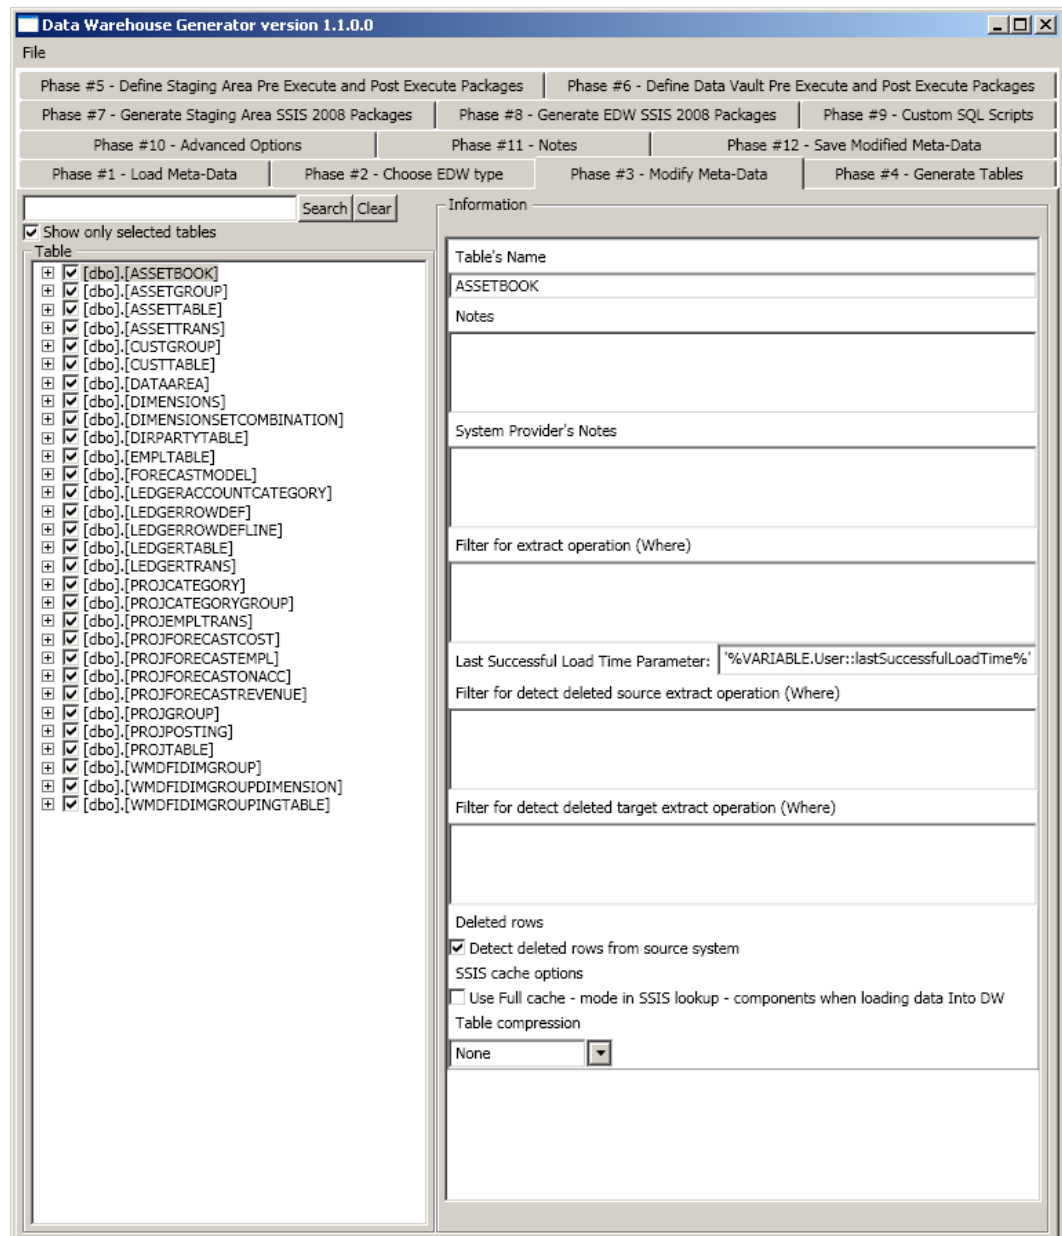 Data Warehouse Generator version 1.1.0.0
File
Phase #5 - Define Staging Area Pre Execute and Post Execute Packages
Phase #6 - Define Data Vault Pre Execute and Post Execute Packages
Phase #7 - Generate Staging Area SSIS 2008 Packages
Phase #8 - Generate EDW SSIS 2008 Packages
Phase #9 - Custom SQL Scripts
Phase #10 - Advanced Options
Phase #11 - Notes
Phase #12 - Save Modified Meta-Data
Phase #1 - Load Meta-Data
Phase #2 - Choose EDW type
Phase #3 - Modify Meta-Data
Phase #4 - Generate Tables
Search
Clear
Show only selected tables
Table
[dbo].[ASSETBOOK]
[dbo].[ASSETGROUP]
[dbo].[ASSETTABLE]
[dbo].[ASSETTRANS]
[dbo].[CUSTGROUP]
[dbo].[CUSTTABLE]
[dbo].[DATAAREA]
[dbo].[DIMENSIONS]
[dbo].[DIMENSIONSETCOMBINATION]
[dbo].[DIRPARTYTABLE]
[dbo].[EMPLTABLE]
[dbo].[FORECASTMODEL]
[dbo].[LEDGERACCOUNTCATEGORY]
[dbo].[LEDGERROWDEF]
[dbo].[LEDGERROWDEFLINE]
[dbo].[LEDGERTABLE]
[dbo].[LEDGERTRANS]
[dbo].[PROJCATEGORY]
[dbo].[PROJCATEGORYGROUP]
[dbo].[PROJEMPLTRANS]
[dbo].[PROJFORECASTCOST]
[dbo].[PROJFORECASTEMPL]
[dbo].[PROJFORECASTONACC]
[dbo].[PROJFORECASTREVENUE]
[dbo].[PROJGROUP]
[dbo].[PROJPOSTING]
[dbo].[PROJTABLE]
[dbo].[WMDFIDIMGROUP]
[dbo].[WMDFIDIMGROUPDIMENSION]
[dbo].[WMDFIDIMGROUPINGTABLE]
Information
Table's Name
ASSETBOOK
Notes
System Provider's Notes
Filter for extract operation (Where)
Last Successful Load Time Parameter: '%VARIABLE.User::lastSuccessfulLoadTime%'
Filter for detect deleted source extract operation (Where)
Filter for detect deleted target extract operation (Where)
Deleted rows
Detect deleted rows from source system
SSIS cache options
Use Full cache - mode in SSIS lookup - components when loading data Into DW
Table compression
None